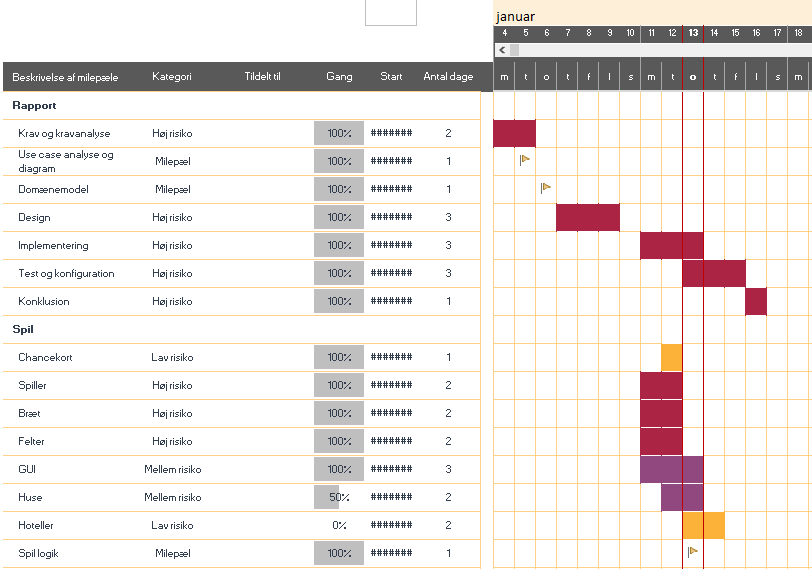 januar
4 5 6 7 8 9 10 11 12 13 14 15 16 17 18
Beskrivelse af milepæle Kategori Tildelt til Gang Start Antal dage m t o t f l s m t o t f l s m
Rapport
Krav og kravanalyse Høj risiko 100% ####### 2
Use case analyse og
diagram Milepæl 100% ####### 1
Domænemodel Milepæl 100% ####### 1
Design Høj risiko 100% ####### 3
Implementering Høj risiko 100% ####### 3
Test og konfiguration Høj risiko 100% ####### 3
Konklusion Høj risiko 100% ####### 1
Spil
Chancekort Lav risiko 100% ####### 1
Spiller Høj risiko 100% ####### 2
Bræt Høj risiko 100% ####### 2
Felter Høj risiko 100% ####### 2
GUI Mellem risiko 100% ####### 3
Huse Mellem risiko 50% ####### 2
Hoteller Lav risiko 0% ####### 2
Spil logik Milepæl 100% ####### 1